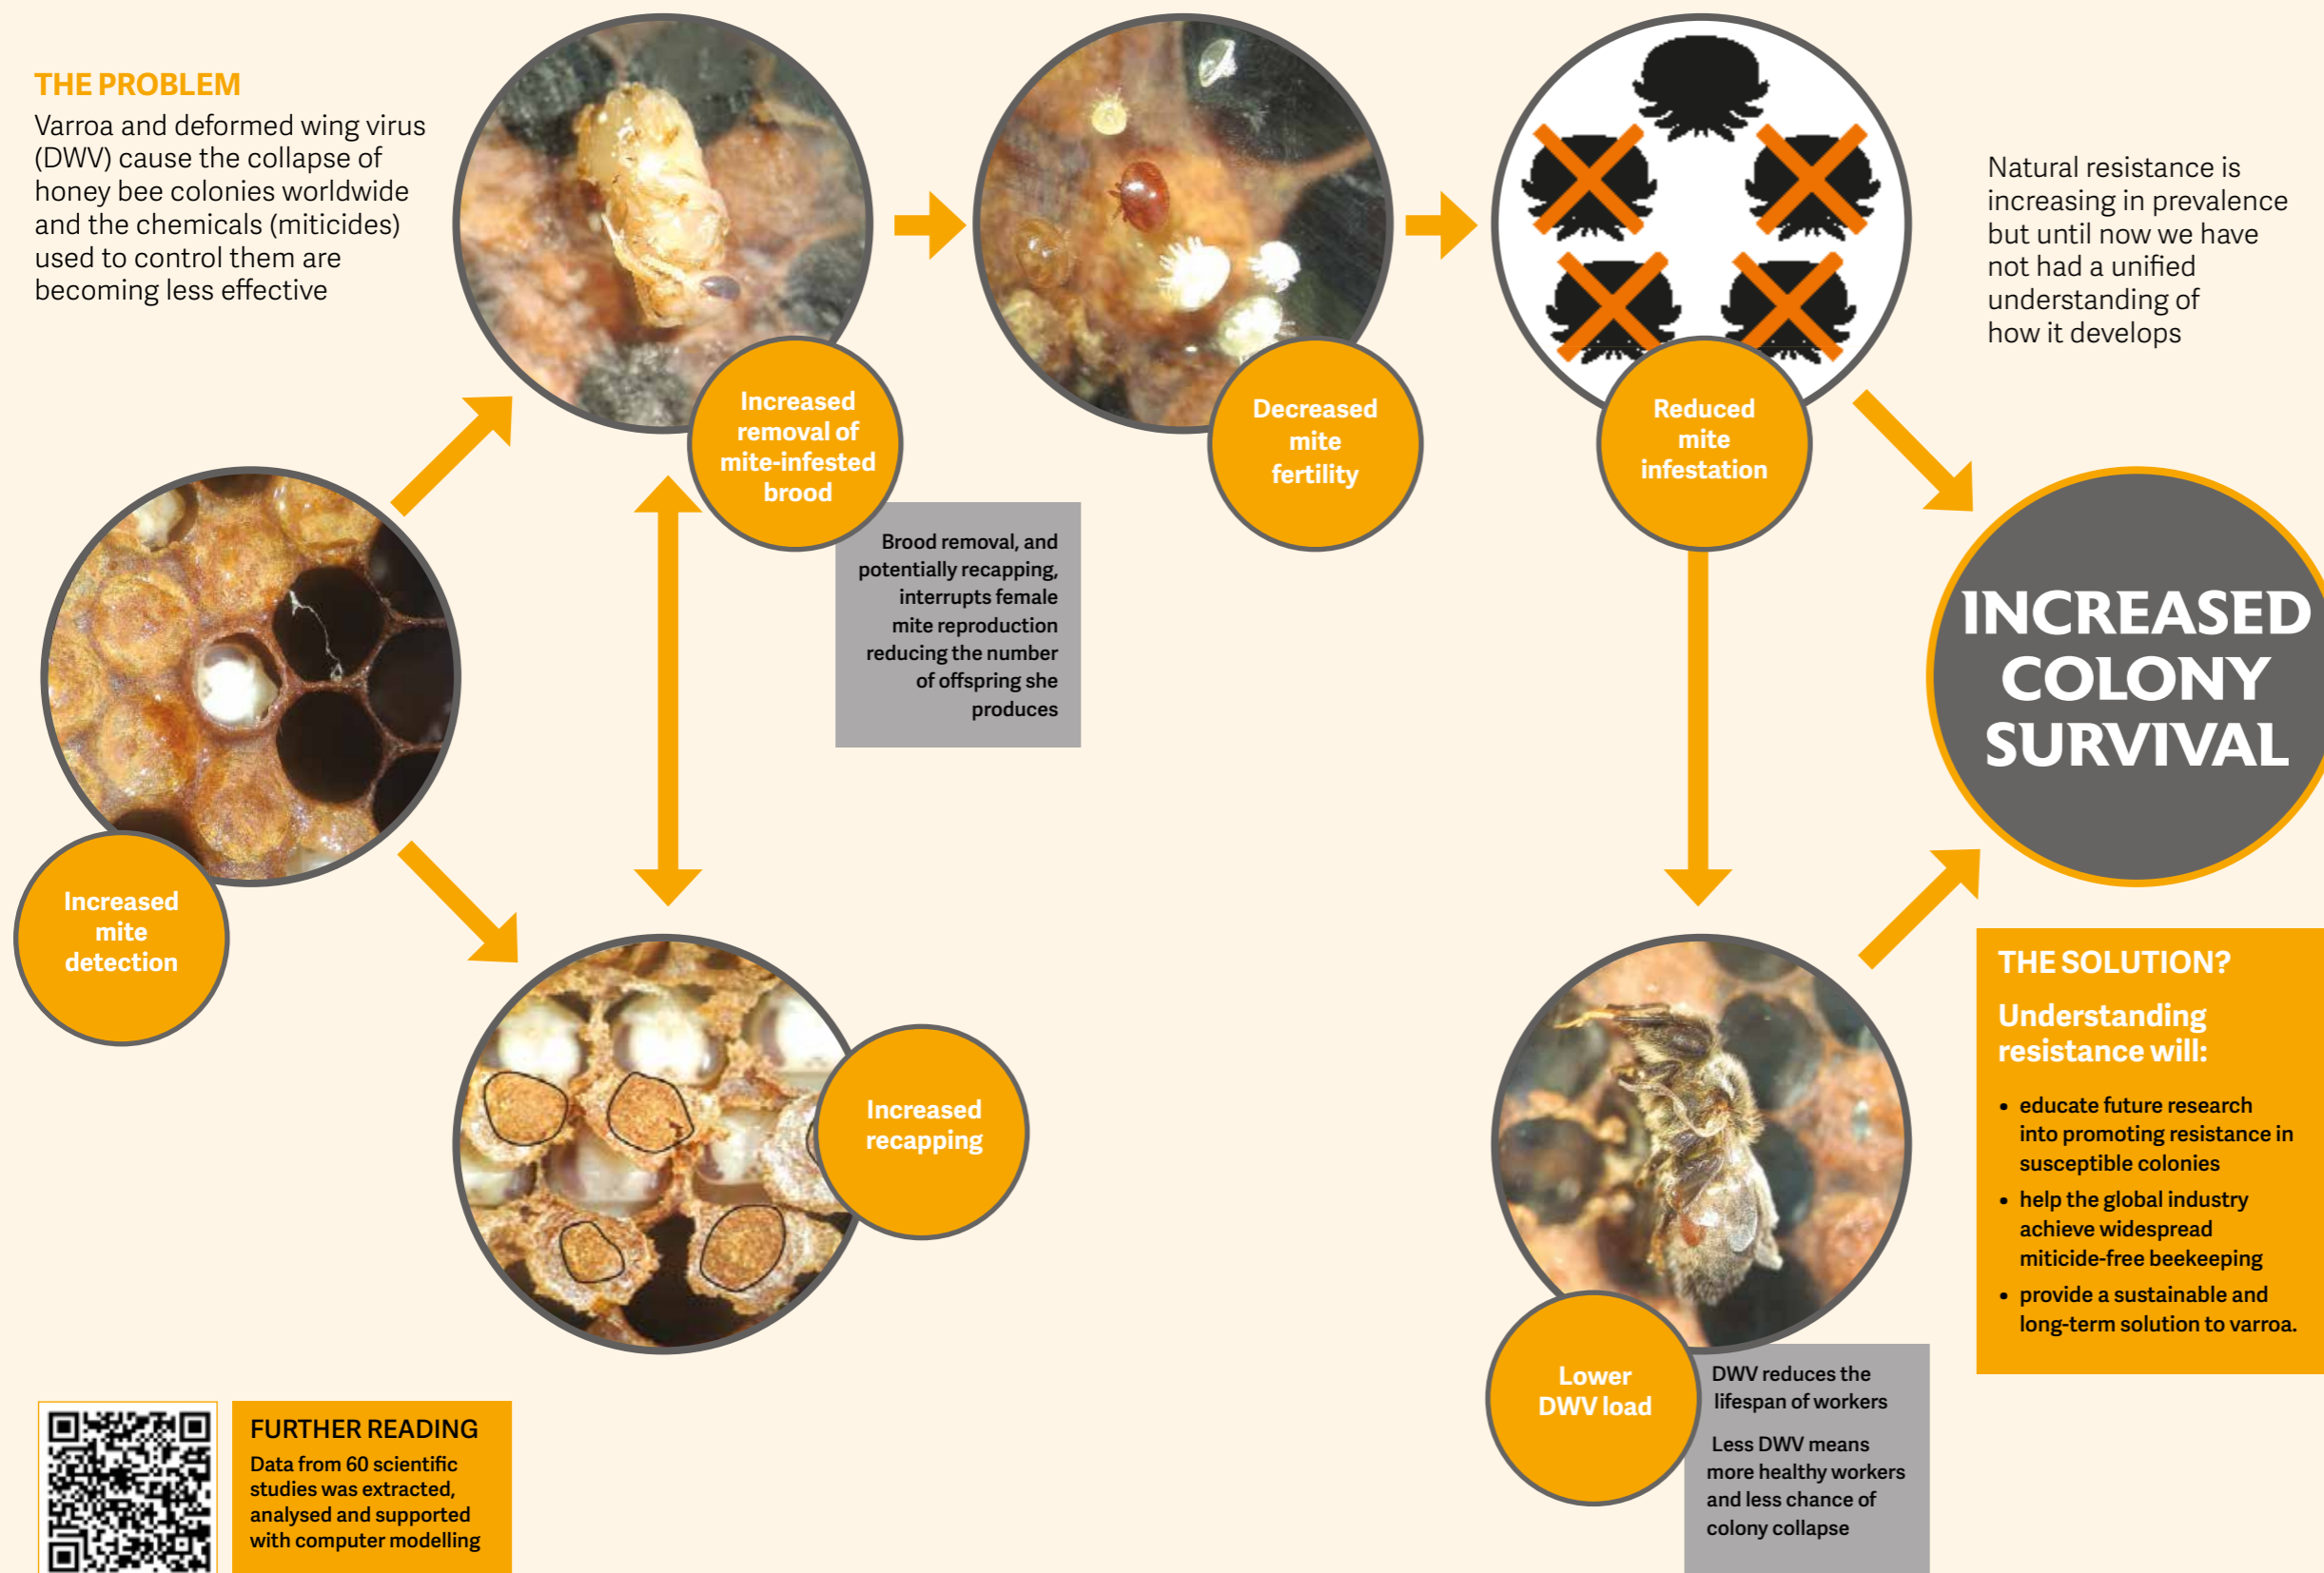 THE PROBLEM
Varroa and deformed wing virus
(DWV) cause the collapse of
honey bee colonies worldwide
and the chemicals (miticides)
used to control them are
becoming less effective
Increased
removal of
mite-infested
brood
Brood removal, and
potentially recapping,
interrupts female
mite reproduction
reducing the number
of offspring she
produces
Decreased
mite
fertility
Reduced
mite
infestation
Natural resistance is
increasing in prevalence
but until now we have
not had a unified
understanding of
how it develops
Increased
mite
detection
Increased
recapping
INCREASED
COLONY
SURVIVAL
Lower
DWV load
DWV reduces the
lifespan of workers
Less DWV means
more healthy workers
and less chance of
colony collapse
THE SOLUTION?
Understanding
resistance will:
• educate future research
into promoting resistance in
susceptible colonies
• help the global industry
achieve widespread
miticide-free beekeeping
• provide a sustainable and
long-term solution to varroa.
FURTHER READING
Data from 60 scientific
studies was extracted,
analysed and supported
with computer modelling